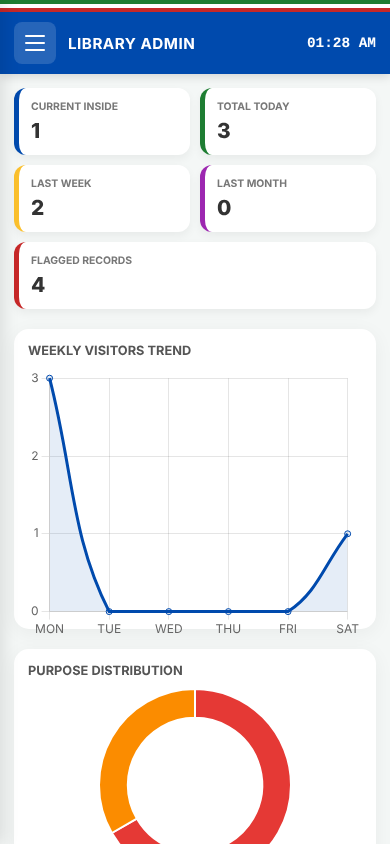 LIBRARY ADMIN
01:28 AM
CURRENT INSIDE
1
TOTAL TODAY
3
LAST WEEK
2
LAST MONTH
0
FLAGGED RECORDS
4
WEEKLY VISITORS TREND
3
2
1
0
MON TUE WED THU FRI SAT
PURPOSE DISTRIBUTION